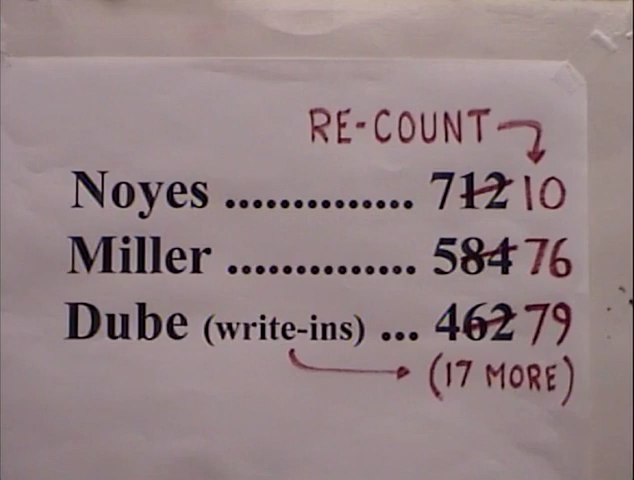 RE-COUNT
Noyes .............. 712 10
Miller .............. 584 76
Dube (write-ins) ... 462 79
(17 MORE)